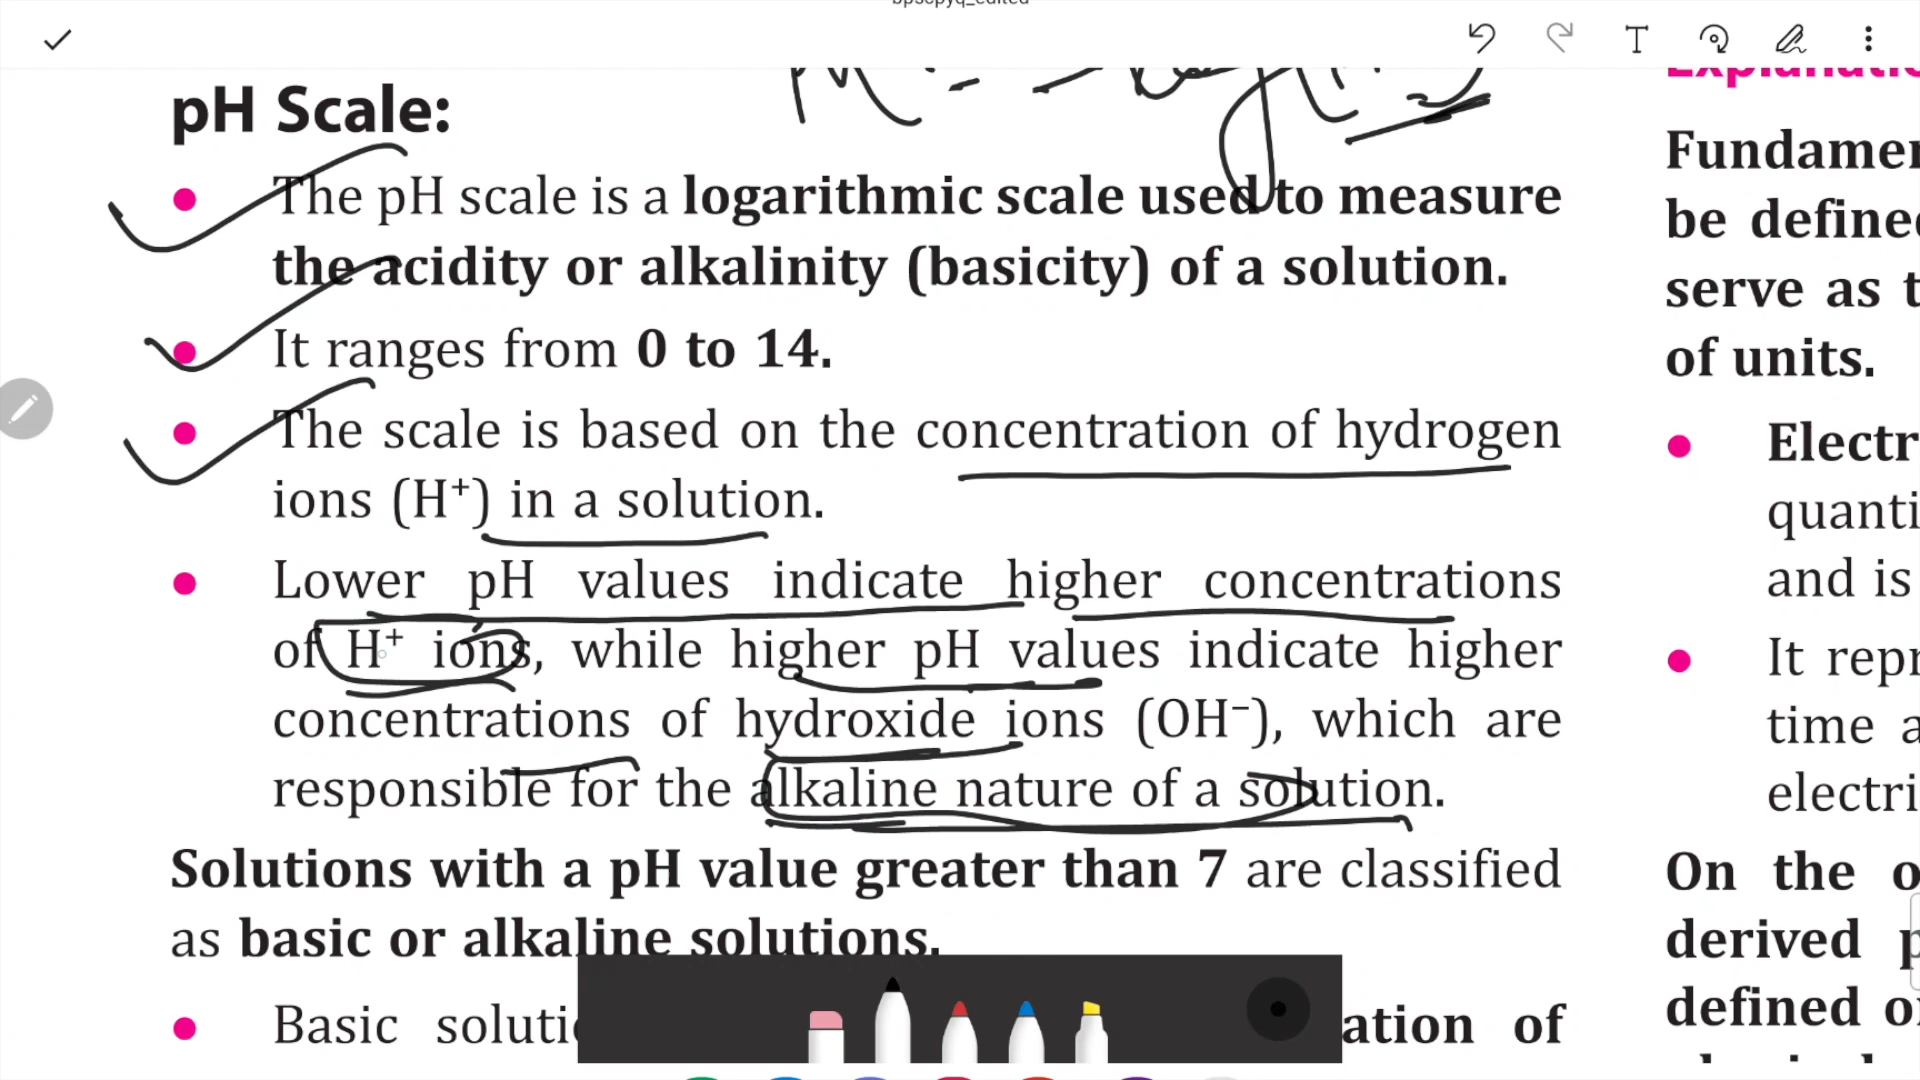 bpscpyq_edited
pH = - log(H
pH Scale:
• The pH scale is a logarithmic scale used to measure
the acidity or alkalinity (basicity) of a solution.
• It ranges from 0 to 14.
• The scale is based on the concentration of hydrogen
ions (H⁺) in a solution.
• Lower pH values indicate higher concentrations
of H⁺ ions, while higher pH values indicate higher
concentrations of hydroxide ions (OH⁻), which are
responsible for the alkaline nature of a solution.
Solutions with a pH value greater than 7 are classified
as basic or alkaline solutions.
• Basic soluti
ation of
Explanatio
Fundamen
be define
serve as t
of units.
• Electr
quanti
and is
• It repr
time a
electri
On the o
derived p
defined o